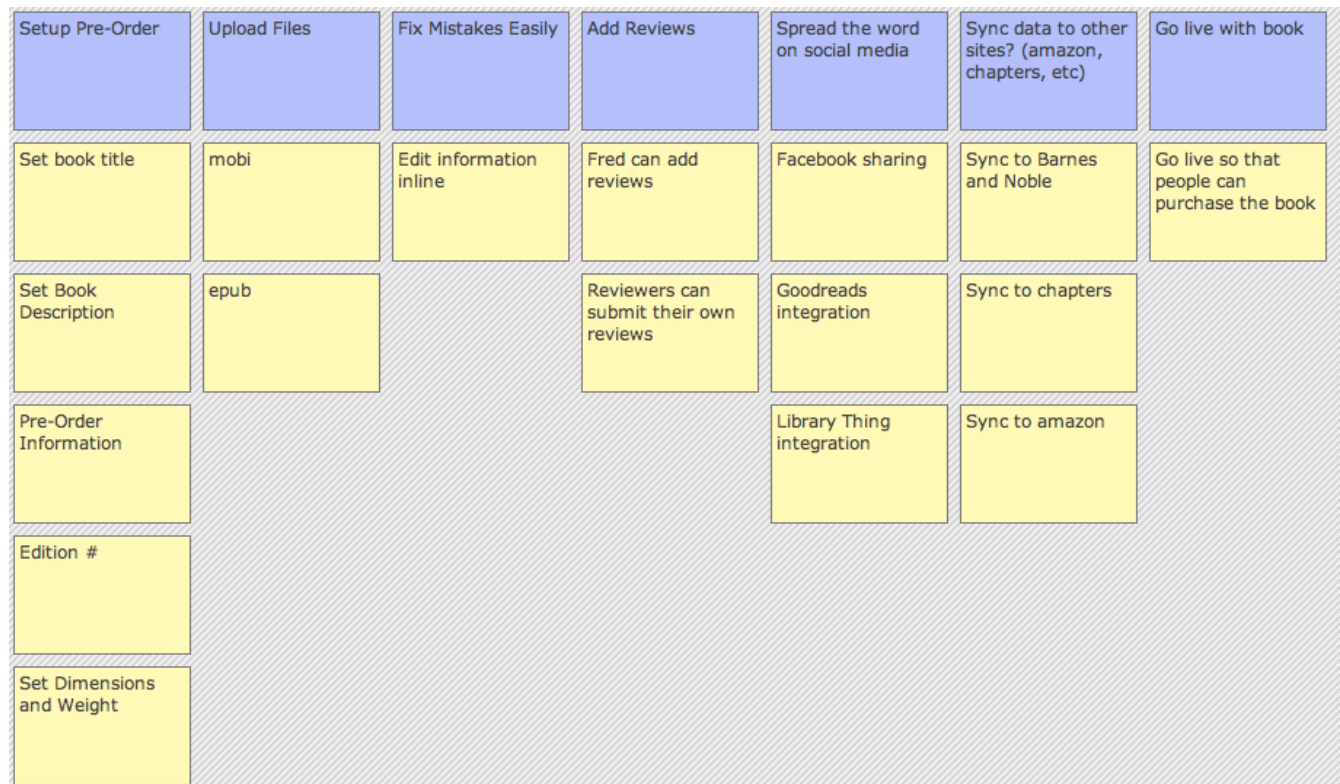 Setup Pre-Order
Upload Files
Fix Mistakes Easily
Add Reviews
Spread the word
on social media
Sync data to other
sites? (amazon,
chapters, etc)
Go live with book
Set book title
mobi
Edit information
inline
Fred can add
reviews
Facebook sharing
Sync to Barnes
and Noble
Go live so that
people can
purchase the book
Set Book
Description
epub
Reviewers can
submit their own
reviews
Goodreads
integration
Sync to chapters
Pre-Order
Information
Library Thing
integration
Sync to amazon
Edition #
Set Dimensions
and Weight